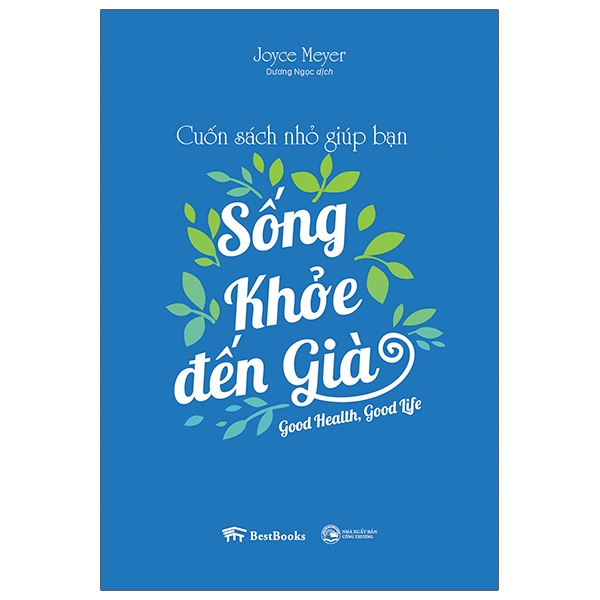 Joyce Meyer
Dương Ngọc dịch
Cuốn sách nhỏ giúp bạn
Sống
Khỏe
đến Già
Good Health, Good Life
BestBooks
NHÀ XUẤT BẢN
CÔNG THƯƠNG